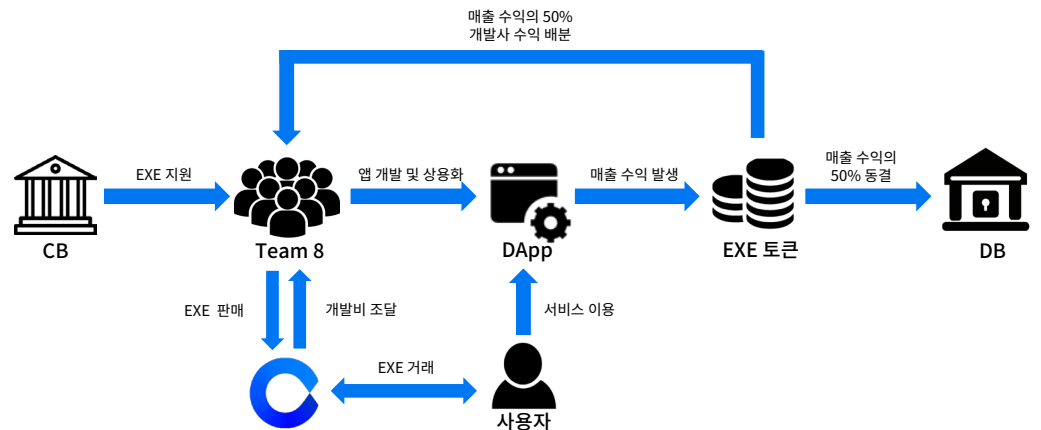 매출 수익의 50%
개발사 수익 배분
EXE 지원
앱 개발 및 상용화
매출 수익 발생
매출 수익의
50% 동결
CB
Team 8
DApp
EXE 토큰
DB
EXE 판매
개발비 조달
서비스 이용
EXE 거래
사용자